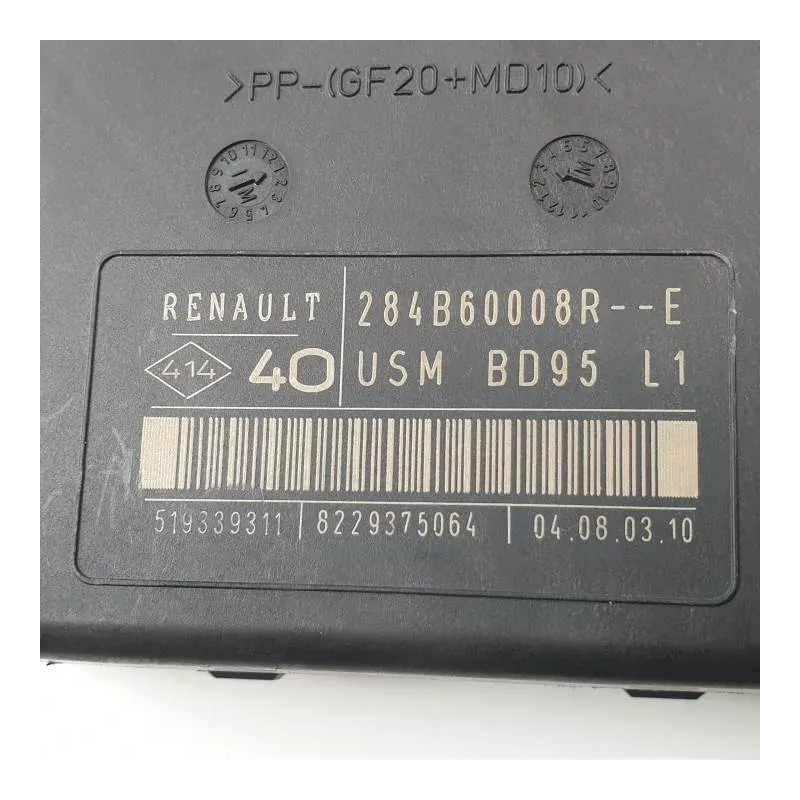 >PP-(GF20+MD10)<
RENAULT 284B60008R--E
414 40 USM BD95 L1
519339311 8229375064 04.08.03.10